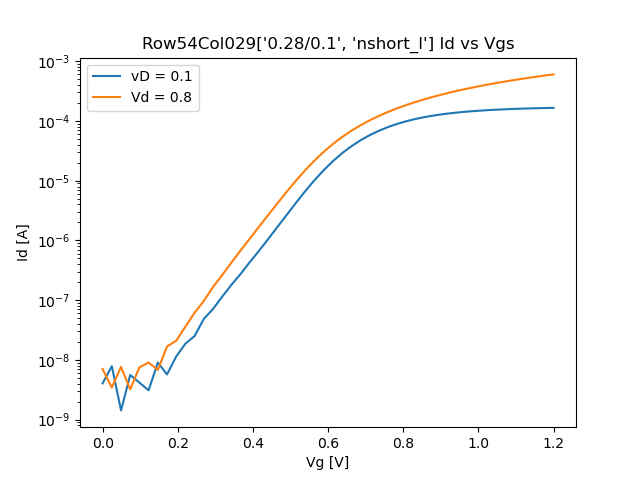 Row54Col029['0.28/0.1', 'nshort_l'] Id vs Vgs
vD = 0.1
Vd = 0.8
Id [A]
10⁻³
10⁻⁴
10⁻⁵
10⁻⁶
10⁻⁷
10⁻⁸
10⁻⁹
0.0 0.2 0.4 0.6 0.8 1.0 1.2
Vg [V]